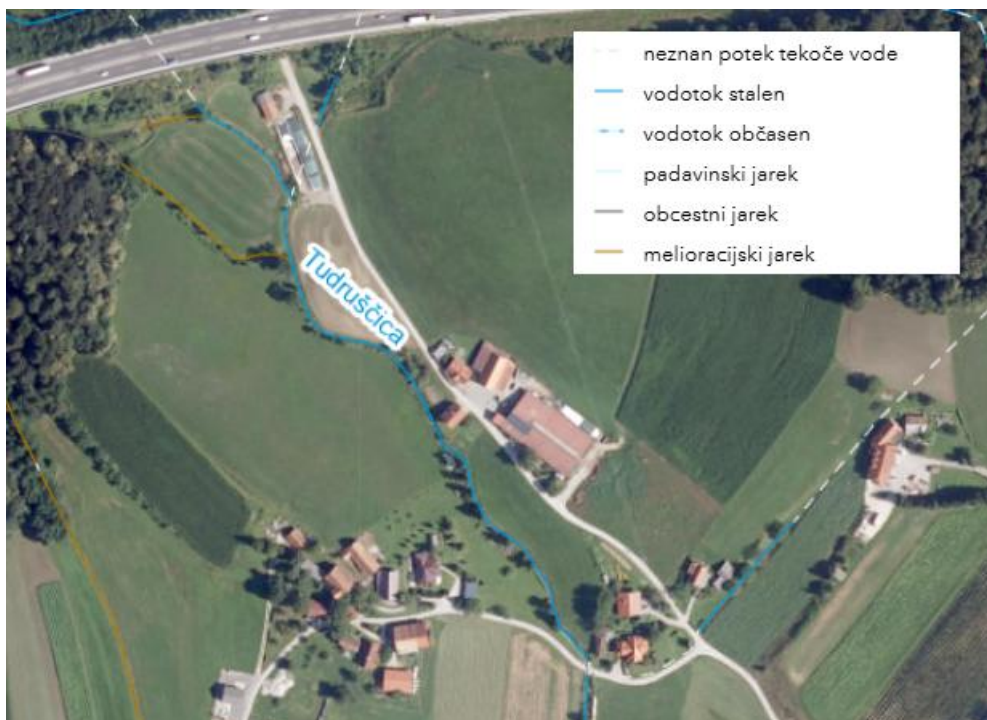 neznan potek tekoče vode
vodotok stalen
vodotok občasen
padavinski jarek
obcestni jarek
melioracijski jarek
Tudruščica